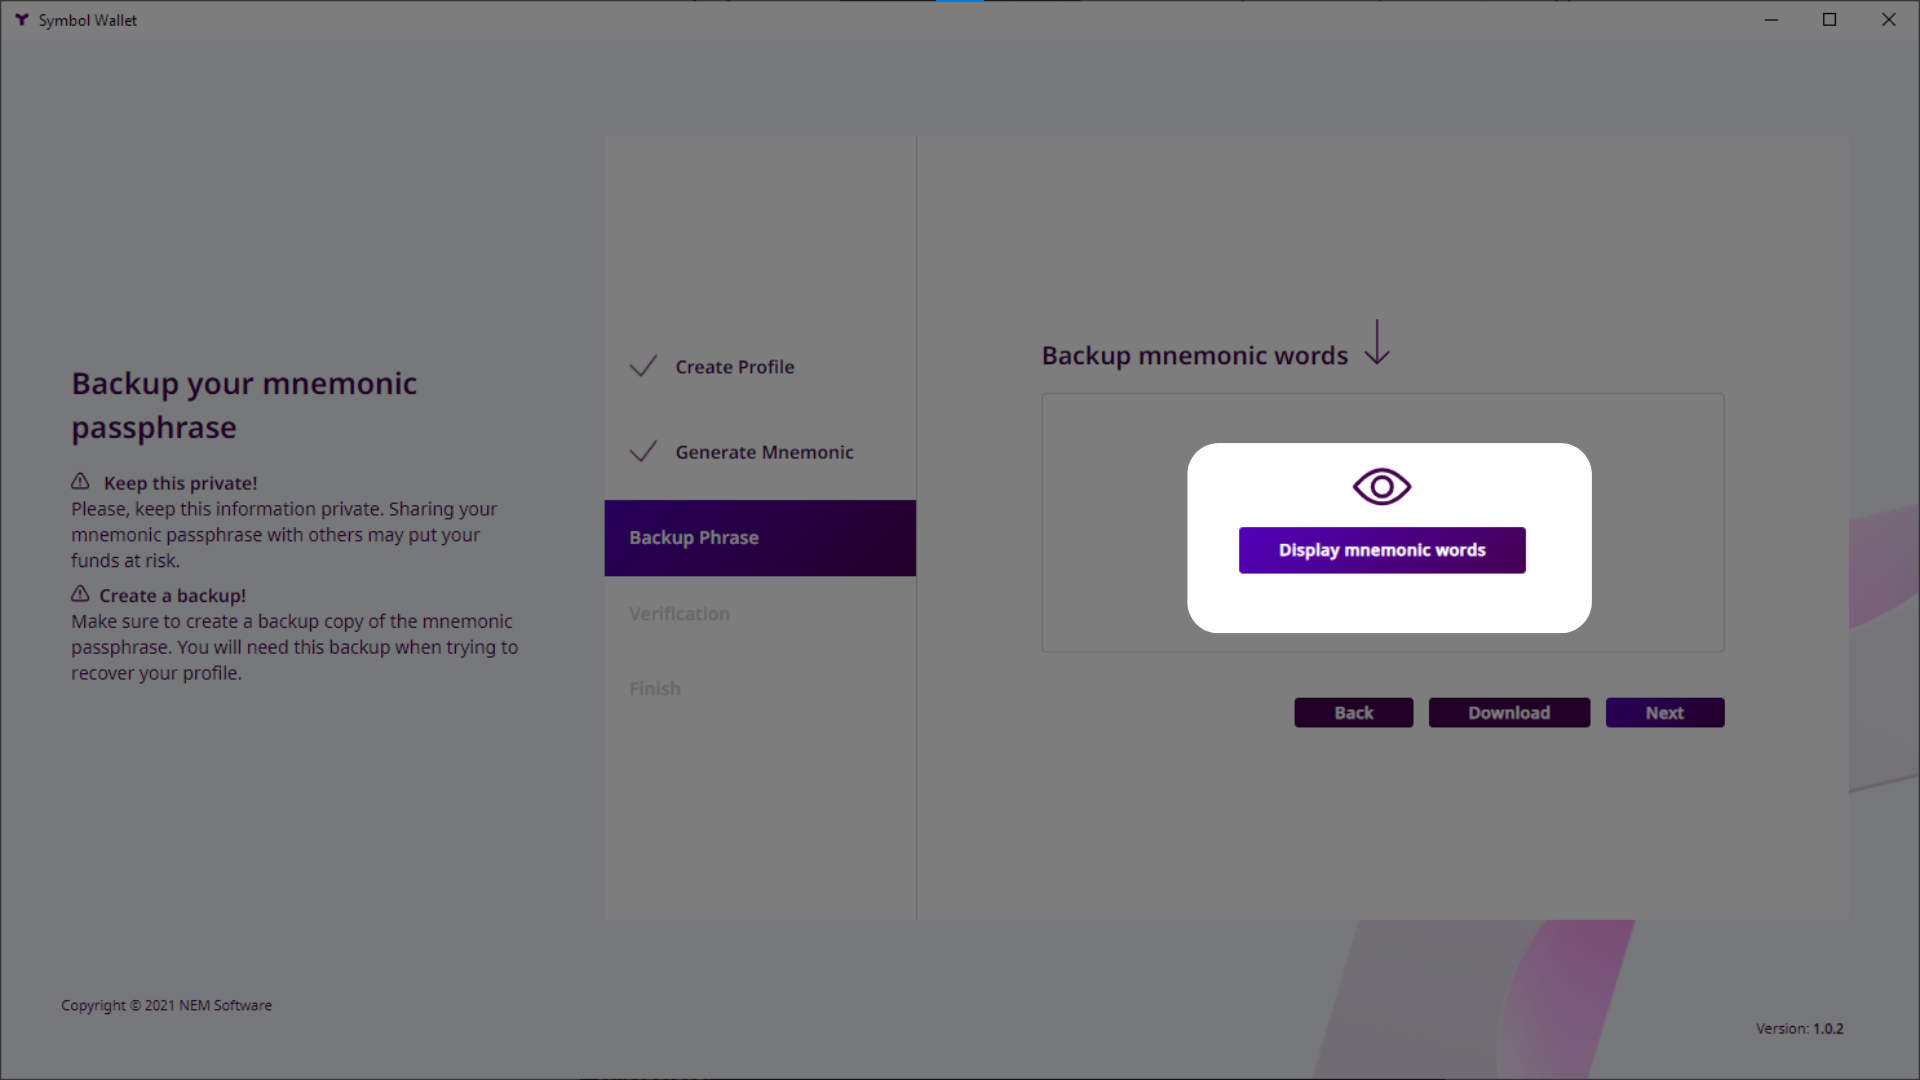 Symbol Wallet
Backup your mnemonic
passphrase
Keep this private!
Please, keep this information private. Sharing your
mnemonic passphrase with others may put your
funds at risk.
Create a backup!
Make sure to create a backup copy of the mnemonic
passphrase. You will need this backup when trying to
recover your profile.
Create Profile
Generate Mnemonic
Backup Phrase
Verification
Finish
Backup mnemonic words
Display mnemonic words
Back
Download
Next
Copyright © 2021 NEM Software
Version: 1.0.2